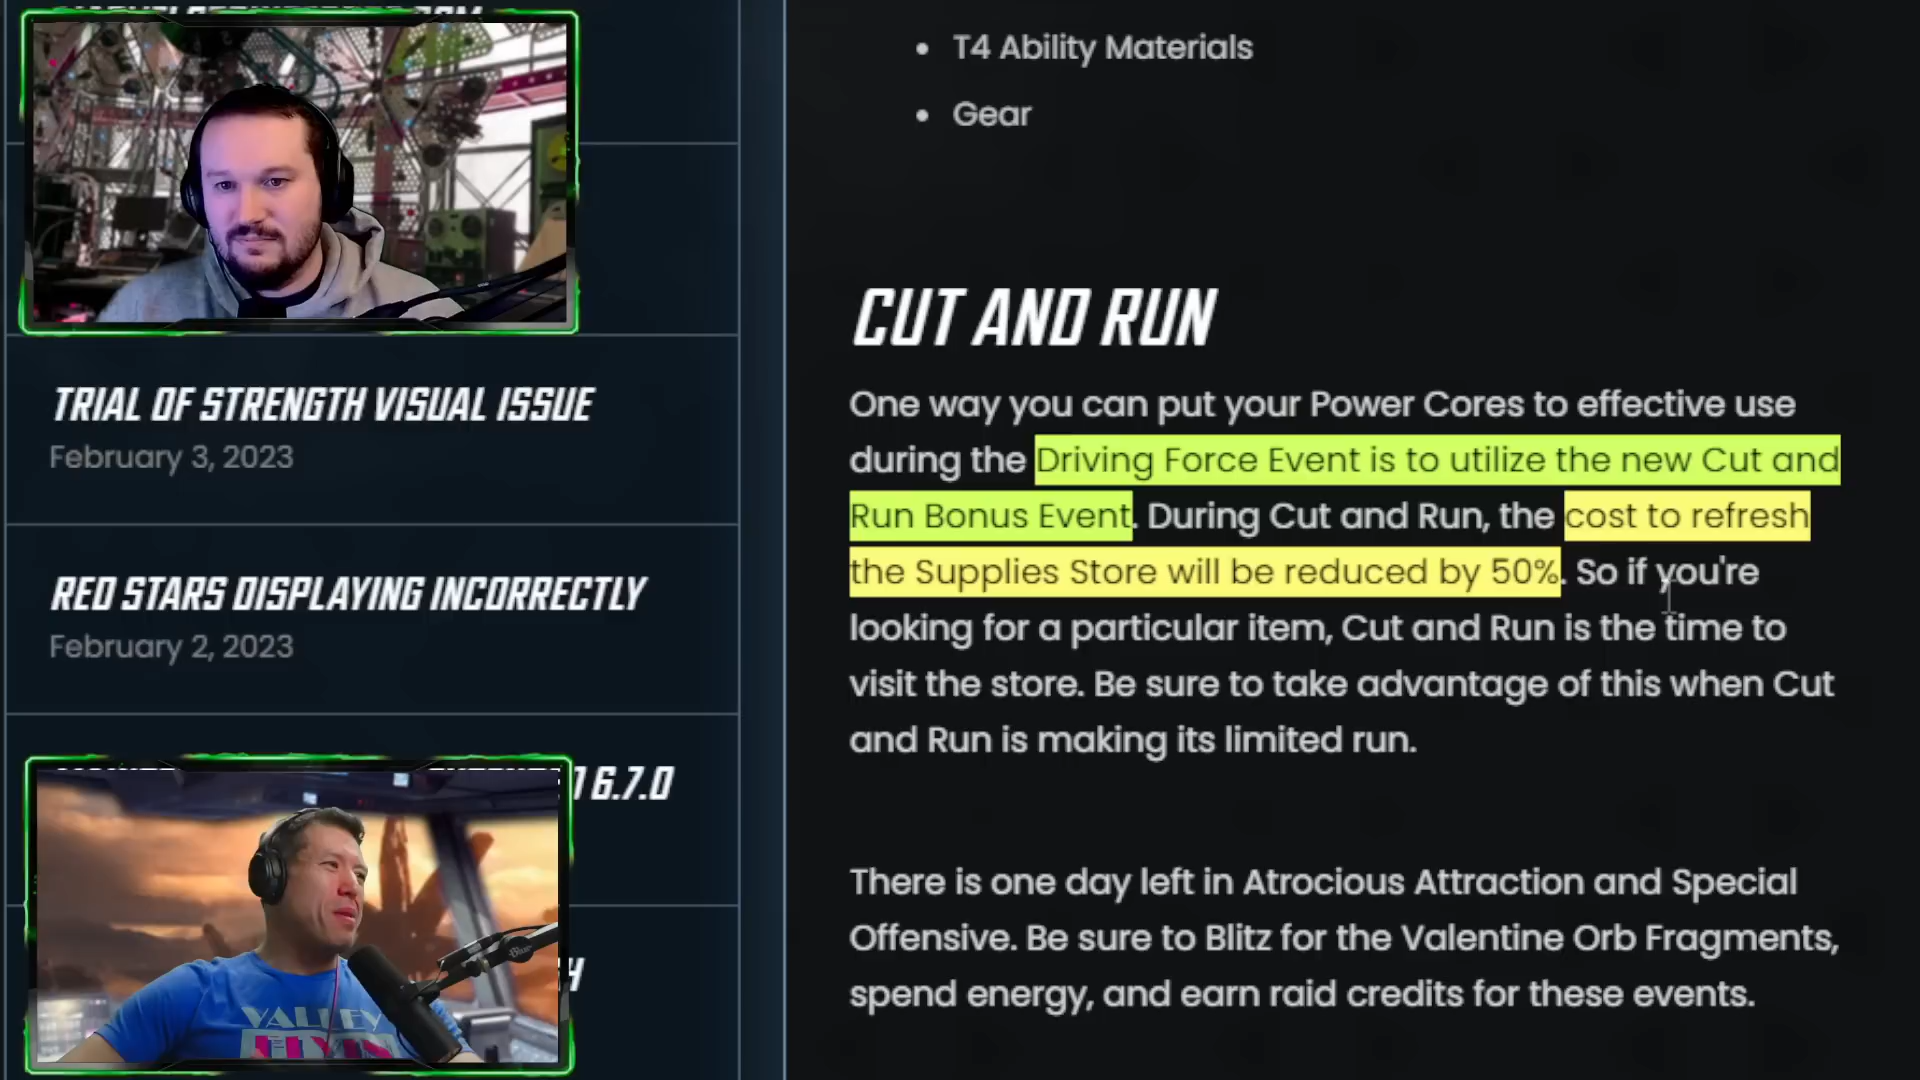 TRIAL OF STRENGTH VISUAL ISSUE
February 3, 2023
RED STARS DISPLAYING INCORRECTLY
February 2, 2023
6.7.0
VALLEY
T4 Ability Materials
Gear
CUT AND RUN
One way you can put your Power Cores to effective use
during the Driving Force Event is to utilize the new Cut and
Run Bonus Event. During Cut and Run, the cost to refresh
the Supplies Store will be reduced by 50%. So if you're
looking for a particular item, Cut and Run is the time to
visit the store. Be sure to take advantage of this when Cut
and Run is making its limited run.
There is one day left in Atrocious Attraction and Special
Offensive. Be sure to Blitz for the Valentine Orb Fragments,
spend energy, and earn raid credits for these events.